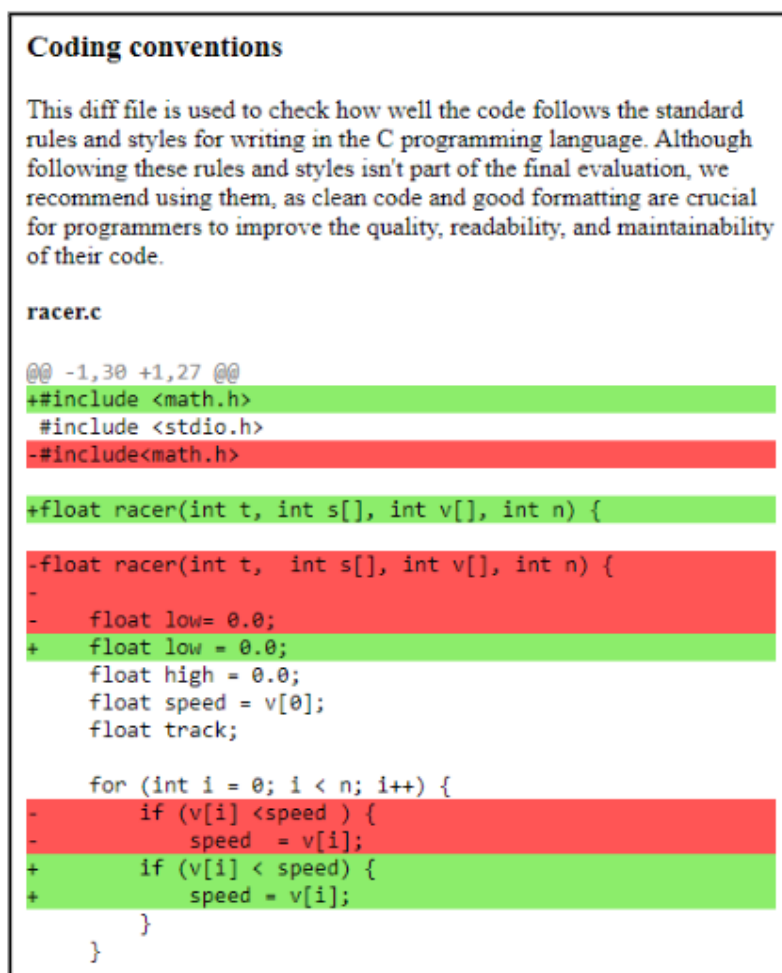 Coding conventions
This diff file is used to check how well the code follows the standard
rules and styles for writing in the C programming language. Although
following these rules and styles isn't part of the final evaluation, we
recommend using them, as clean code and good formatting are crucial
for programmers to improve the quality, readability, and maintainability
of their code.
racer.c
@@ -1,30 +1,27 @@
+#include <math.h>
 #include <stdio.h>
-#include<math.h>
+float racer(int t, int s[], int v[], int n) {
-float racer(int t,  int s[], int v[], int n) {
-
-    float low= 0.0;
+    float low = 0.0;
     float high = 0.0;
     float speed = v[0];
     float track;
     for (int i = 0; i < n; i++) {
-        if (v[i] <speed ) {
-            speed  = v[i];
+        if (v[i] < speed) {
+            speed = v[i];
         }
     }